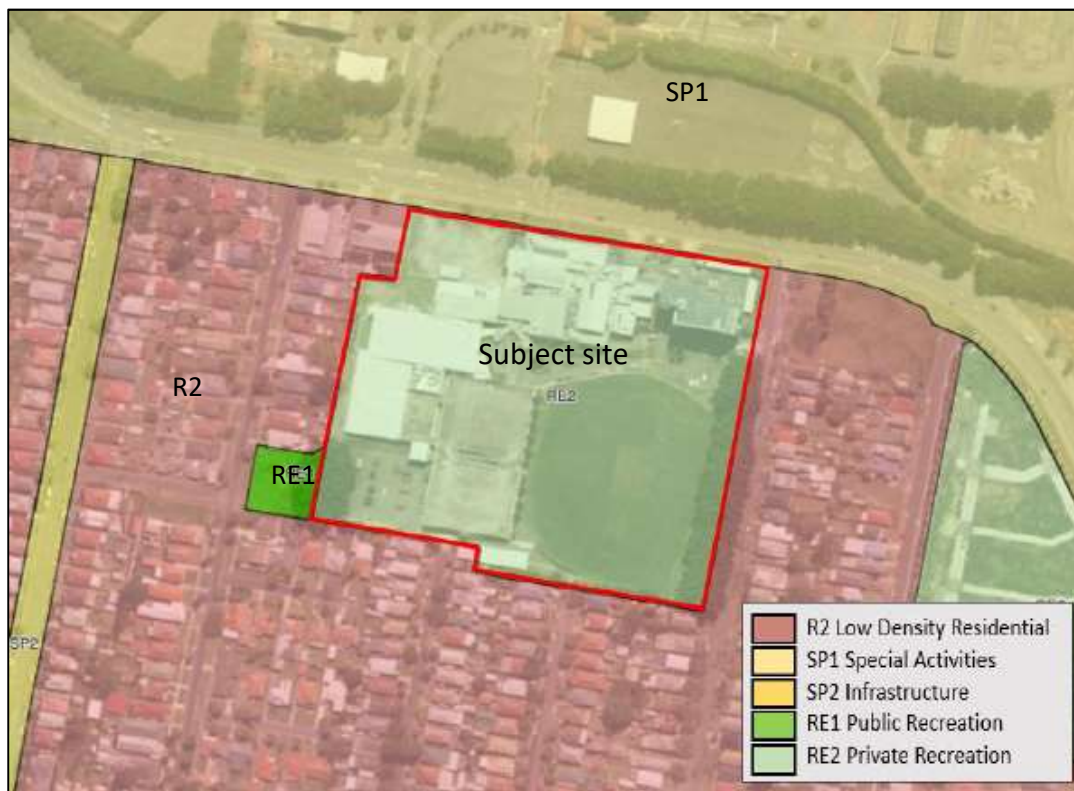 SP1
Subject site
RE2
R2
RE1
SP2
R2 Low Density Residential
SP1 Special Activities
SP2 Infrastructure
RE1 Public Recreation
RE2 Private Recreation